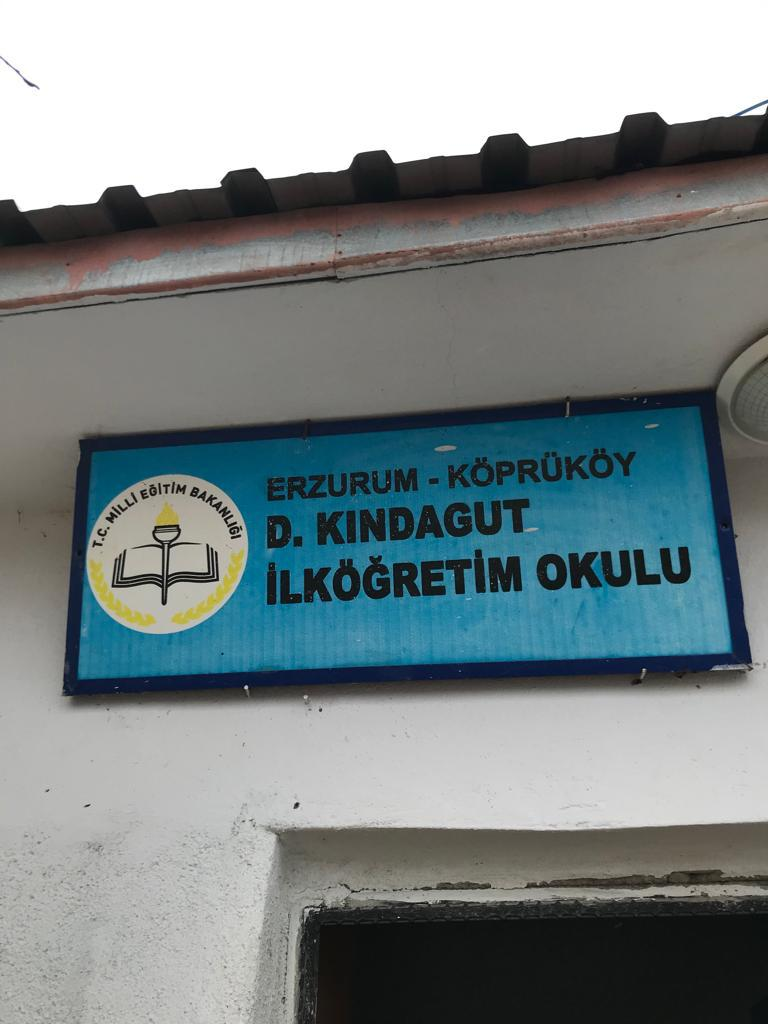 T.C. MİLLİ EĞİTİM BAKANLIĞI
ERZURUM - KÖPRÜKÖY
D. KINDAGUT
İLKÖĞRETİM OKULU